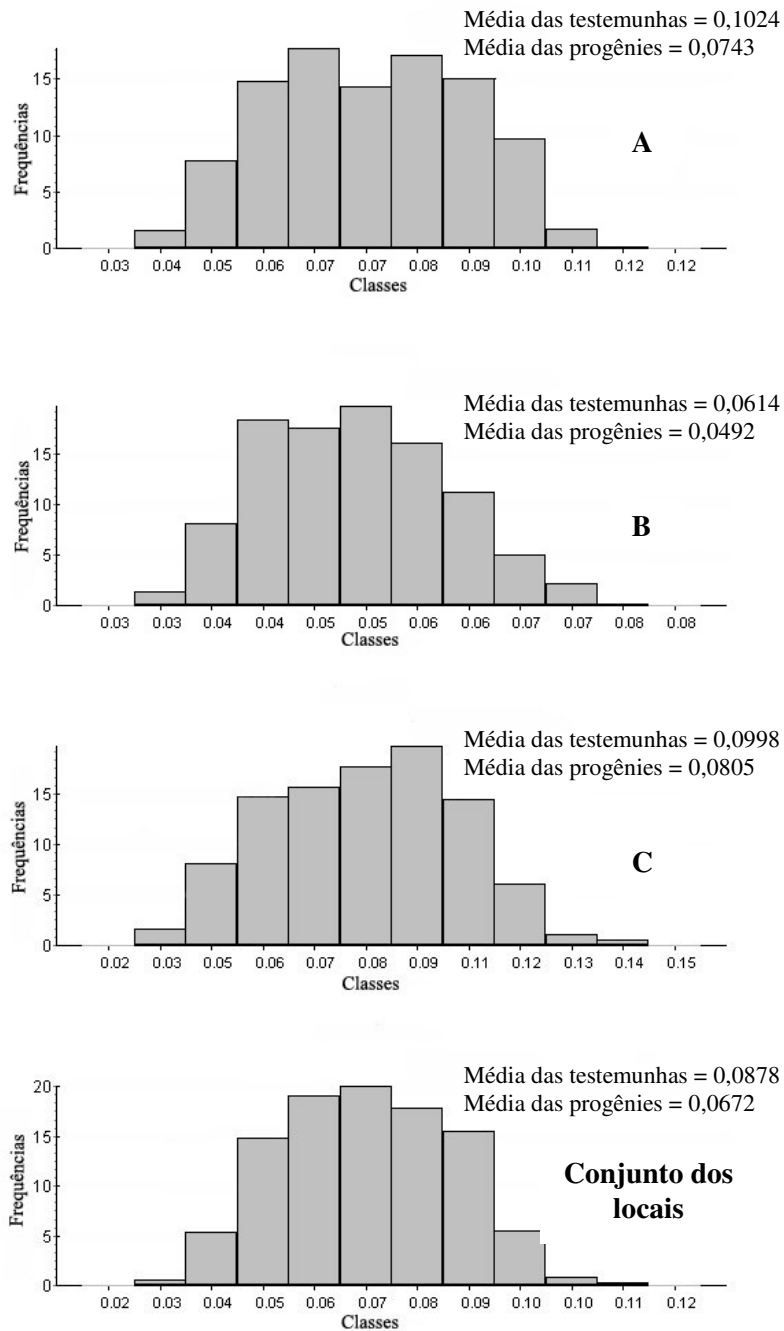 Média das testemunhas = 0,1024
Média das progênies = 0,0743
A
Frequências
15
10
5
0
0.03 0.04 0.05 0.06 0.07 0.07 0.08 0.09 0.10 0.11 0.12 0.12
Classes
Média das testemunhas = 0,0614
Média das progênies = 0,0492
B
Frequências
15
10
5
0
0.03 0.03 0.04 0.04 0.05 0.05 0.06 0.06 0.07 0.07 0.08 0.08
Classes
Média das testemunhas = 0,0998
Média das progênies = 0,0805
C
Frequências
15
10
5
0
0.02 0.03 0.05 0.06 0.07 0.08 0.09 0.11 0.12 0.13 0.14 0.15
Classes
Média das testemunhas = 0,0878
Média das progênies = 0,0672
Conjunto dos
locais
Frequências
20
15
10
5
0
0.02 0.03 0.04 0.05 0.06 0.07 0.08 0.09 0.10 0.10 0.11 0.12
Classes